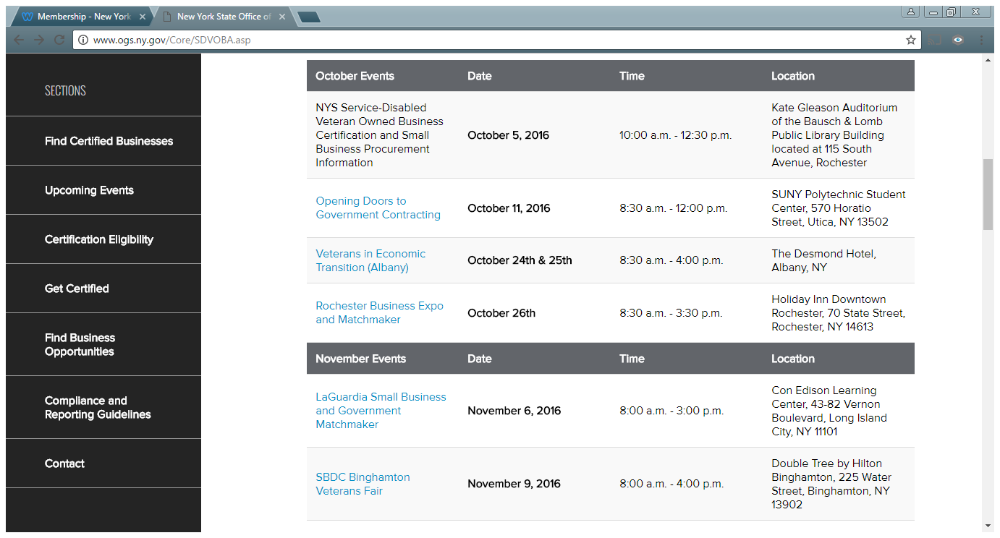 Membership - New York
New York State Office of
www.ogs.ny.gov/Core/SDVOBA.asp
SECTIONS
Find Certified Businesses
Upcoming Events
Certification Eligibility
Get Certified
Find Business
Opportunities
Compliance and
Reporting Guidelines
Contact
October Events Date Time Location
NYS Service-Disabled
Veteran Owned Business
Certification and Small
Business Procurement
Information
October 5, 2016
10:00 a.m. - 12:30 p.m.
Kate Gleason Auditorium
of the Bausch & Lomb
Public Library Building
located at 115 South
Avenue, Rochester
Opening Doors to
Government Contracting
October 11, 2016
8:30 a.m. - 12:00 p.m.
SUNY Polytechnic Student
Center, 570 Horatio
Street, Utica, NY 13502
Veterans in Economic
Transition (Albany)
October 24th & 25th
8:30 a.m. - 4:00 p.m.
The Desmond Hotel,
Albany, NY
Rochester Business Expo
and Matchmaker
October 26th
8:30 a.m. - 3:30 p.m.
Holiday Inn Downtown
Rochester, 70 State Street,
Rochester, NY 14613
November Events Date Time Location
LaGuardia Small Business
and Government
Matchmaker
November 6, 2016
8:00 a.m. - 3:00 p.m.
Con Edison Learning
Center, 43-82 Vernon
Boulevard, Long Island
City, NY 11101
SBDC Binghamton
Veterans Fair
November 9, 2016
8:00 a.m. - 4:00 p.m.
Double Tree by Hilton
Binghamton, 225 Water
Street, Binghamton, NY
13902